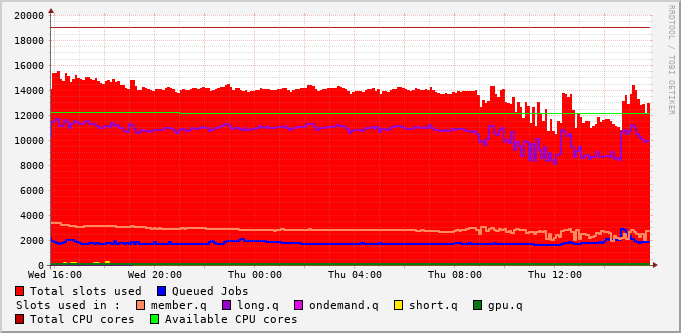 20000
18000
16000
14000
12000
10000
8000
6000
4000
2000
0
Wed 16:00 Wed 20:00 Thu 00:00 Thu 04:00 Thu 08:00 Thu 12:00
RRDTOOL / TOBI OETIKER
Total slots used Queued Jobs
Slots used in : member.q long.q ondemand.q short.q gpu.q
Total CPU cores Available CPU cores